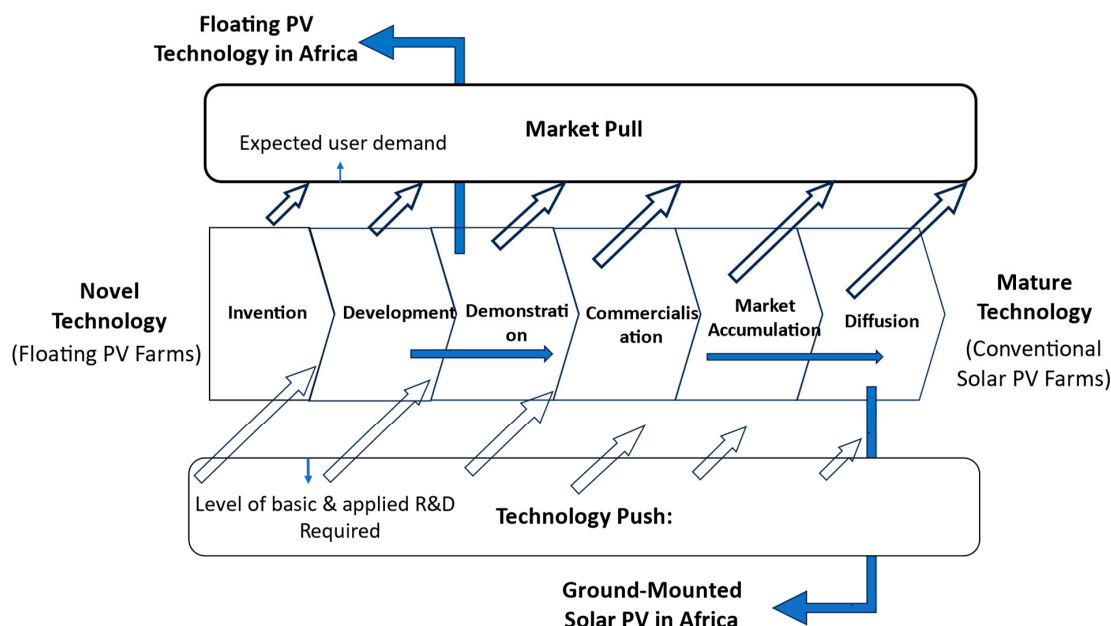 Floating PV
Technology in Africa
Market Pull
Expected user demand
Novel
Technology
(Floating PV Farms)
Invention
Development
Demonstrati
on
Commercialis
ation
Market
Accumulation
Diffusion
Mature
Technology
(Conventional
Solar PV Farms)
Level of basic & applied R&D
Required
Technology Push:
Ground-Mounted
Solar PV in Africa